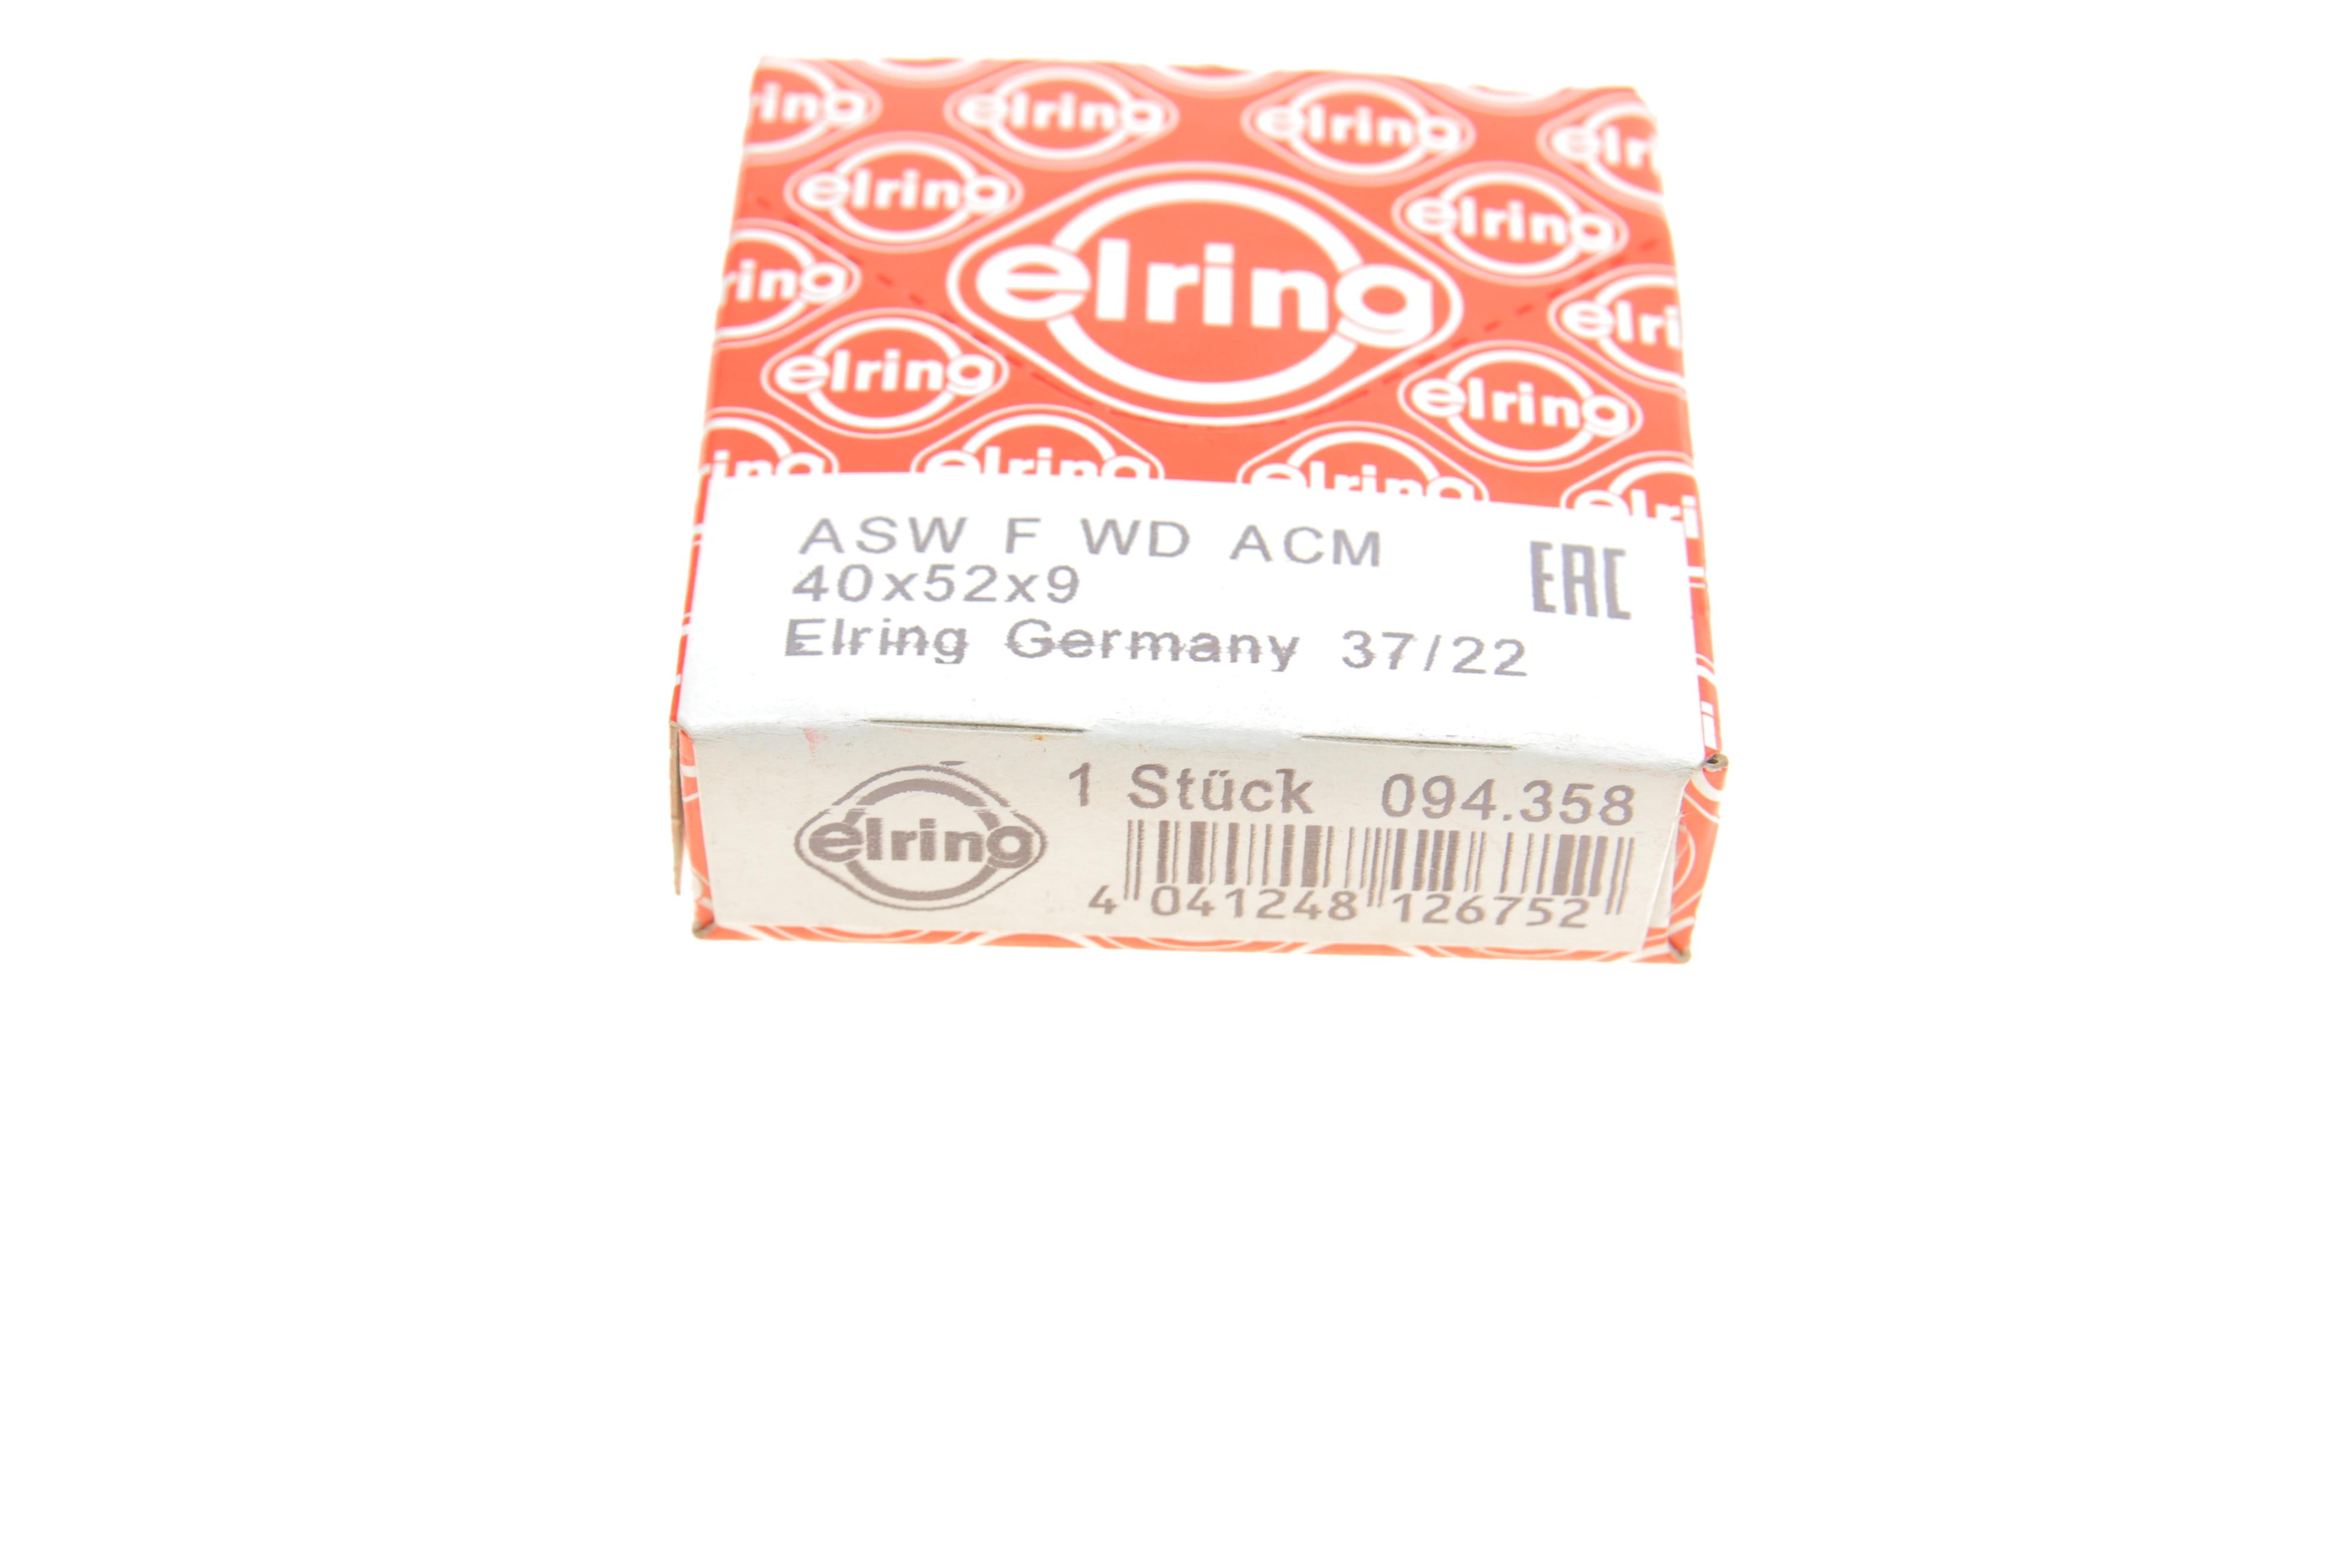 elring
ASW F WD ACM
40x52x9
EAC
Elring Germany 37/22
elring
1 Stück 094.358
4 041248 126752